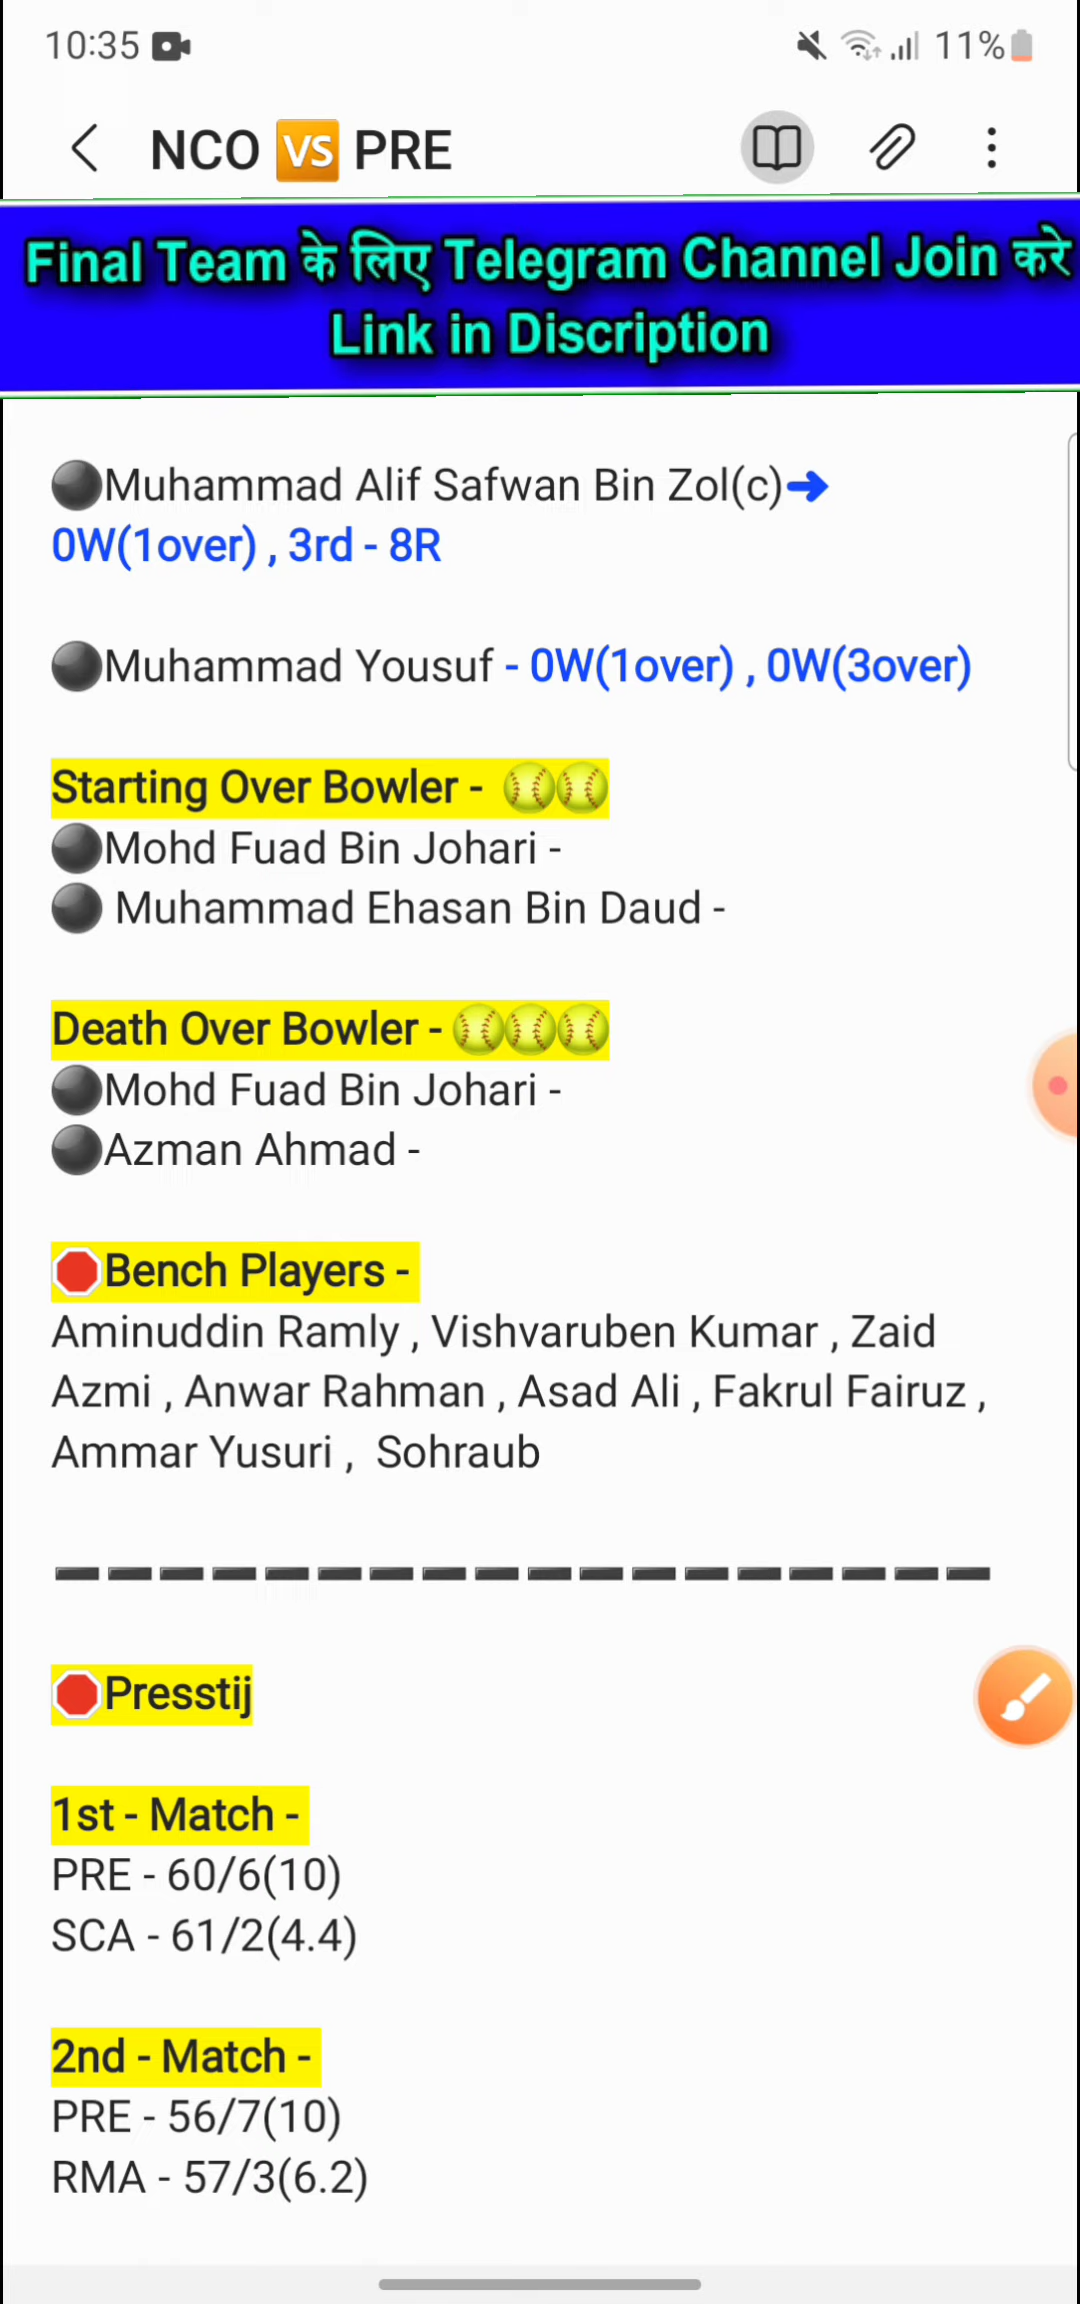 10:35 11%
NCO VS PRE
Final Team के लिए Telegram Channel Join करे
Link in Discription
Muhammad Alif Safwan Bin Zol(c)➔
0W(1over) , 3rd - 8R
Muhammad Yousuf - 0W(1over) , 0W(3over)
Starting Over Bowler -
Mohd Fuad Bin Johari -
Muhammad Ehasan Bin Daud -
Death Over Bowler -
Mohd Fuad Bin Johari -
Azman Ahmad -
Bench Players -
Aminuddin Ramly , Vishvaruben Kumar , Zaid
Azmi , Anwar Rahman , Asad Ali , Fakrul Fairuz ,
Ammar Yusuri , Sohraub
Presstij
1st - Match -
PRE - 60/6(10)
SCA - 61/2(4.4)
2nd - Match -
PRE - 56/7(10)
RMA - 57/3(6.2)